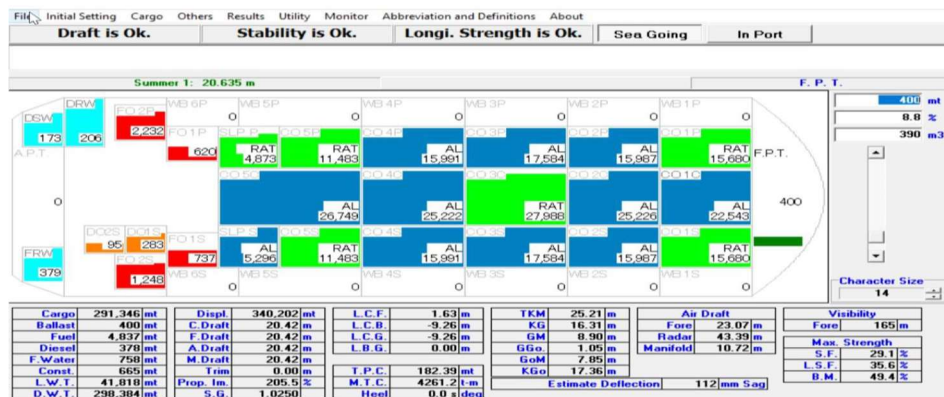 File Initial Setting Cargo Others Results Utility Monitor Abbreviation and Definitions About
Draft is Ok. Stability is Ok. Longi. Strength is Ok. Sea Going In Port
Summer 1: 20.635 m F. P. T.
400 mt
8.8 %
390 m3
DSW 173
DRW 206
FO 2P 2,232
WB 6P 0
WB 5P 0
WB 4P 0
WB 3P 0
WB 2P 0
WB 1P 0
A.P.T 0
FO 1P 620
SLP P RAT 4,873
CO 5P RAT 11,483
CO 4P AL 15,991
CO 3P AL 17,584
CO 2P AL 15,987
CO 1P RAT 15,680
F.P.T. 400
CO 5C AL 26,749
CO 4C AL 25,222
CO 3C RAT 27,988
CO 2C AL 25,226
CO 1C AL 22,543
FRW 379
DO2S 95
DO1S 283
FO 2S 1,248
FO 1S 737
SLP S AL 5,296
CO 5S RAT 11,483
CO 4S AL 15,991
CO 3S AL 17,584
CO 2S AL 15,987
CO 1S RAT 15,680
WB 6S 0
WB 5S 0
WB 4S 0
WB 3S 0
WB 2S 0
WB 1S 0
Character Size
14
Cargo 291,346 mt
Ballast 400 mt
Fuel 4,837 mt
Diesel 378 mt
F.Water 758 mt
Const. 665 mt
L.W.T. 41,818 mt
D.W.T. 298,384 mt
Displ. 340,202 mt
C.Draft 20.42 m
F.Draft 20.42 m
A.Draft 20.42 m
M.Draft 20.42 m
Trim 0.00 m
Prop. Im. 205.5 %
S.G. 1.0250
L.C.F. 1.63 m
L.C.B. -9.26 m
L.C.G. -9.26 m
L.B.G. 0.00 m
T.P.C. 182.39 mt
M.T.C. 4261.2 t-m
Heel 0.0 s deg
TKM 25.21 m
KG 16.31 m
GM 8.90 m
GGo. 1.05 m
GoM 7.85 m
KGo 17.36 m
Estimate Deflection 112 mm Sag
Air Draft
Fore 23.07 m
Radar 43.39 m
Manifold 10.72 m
Visibility
Fore 165 m
Max. Strength
S.F. 29.1 %
L.S.F. 35.6 %
B.M. 49.4 %